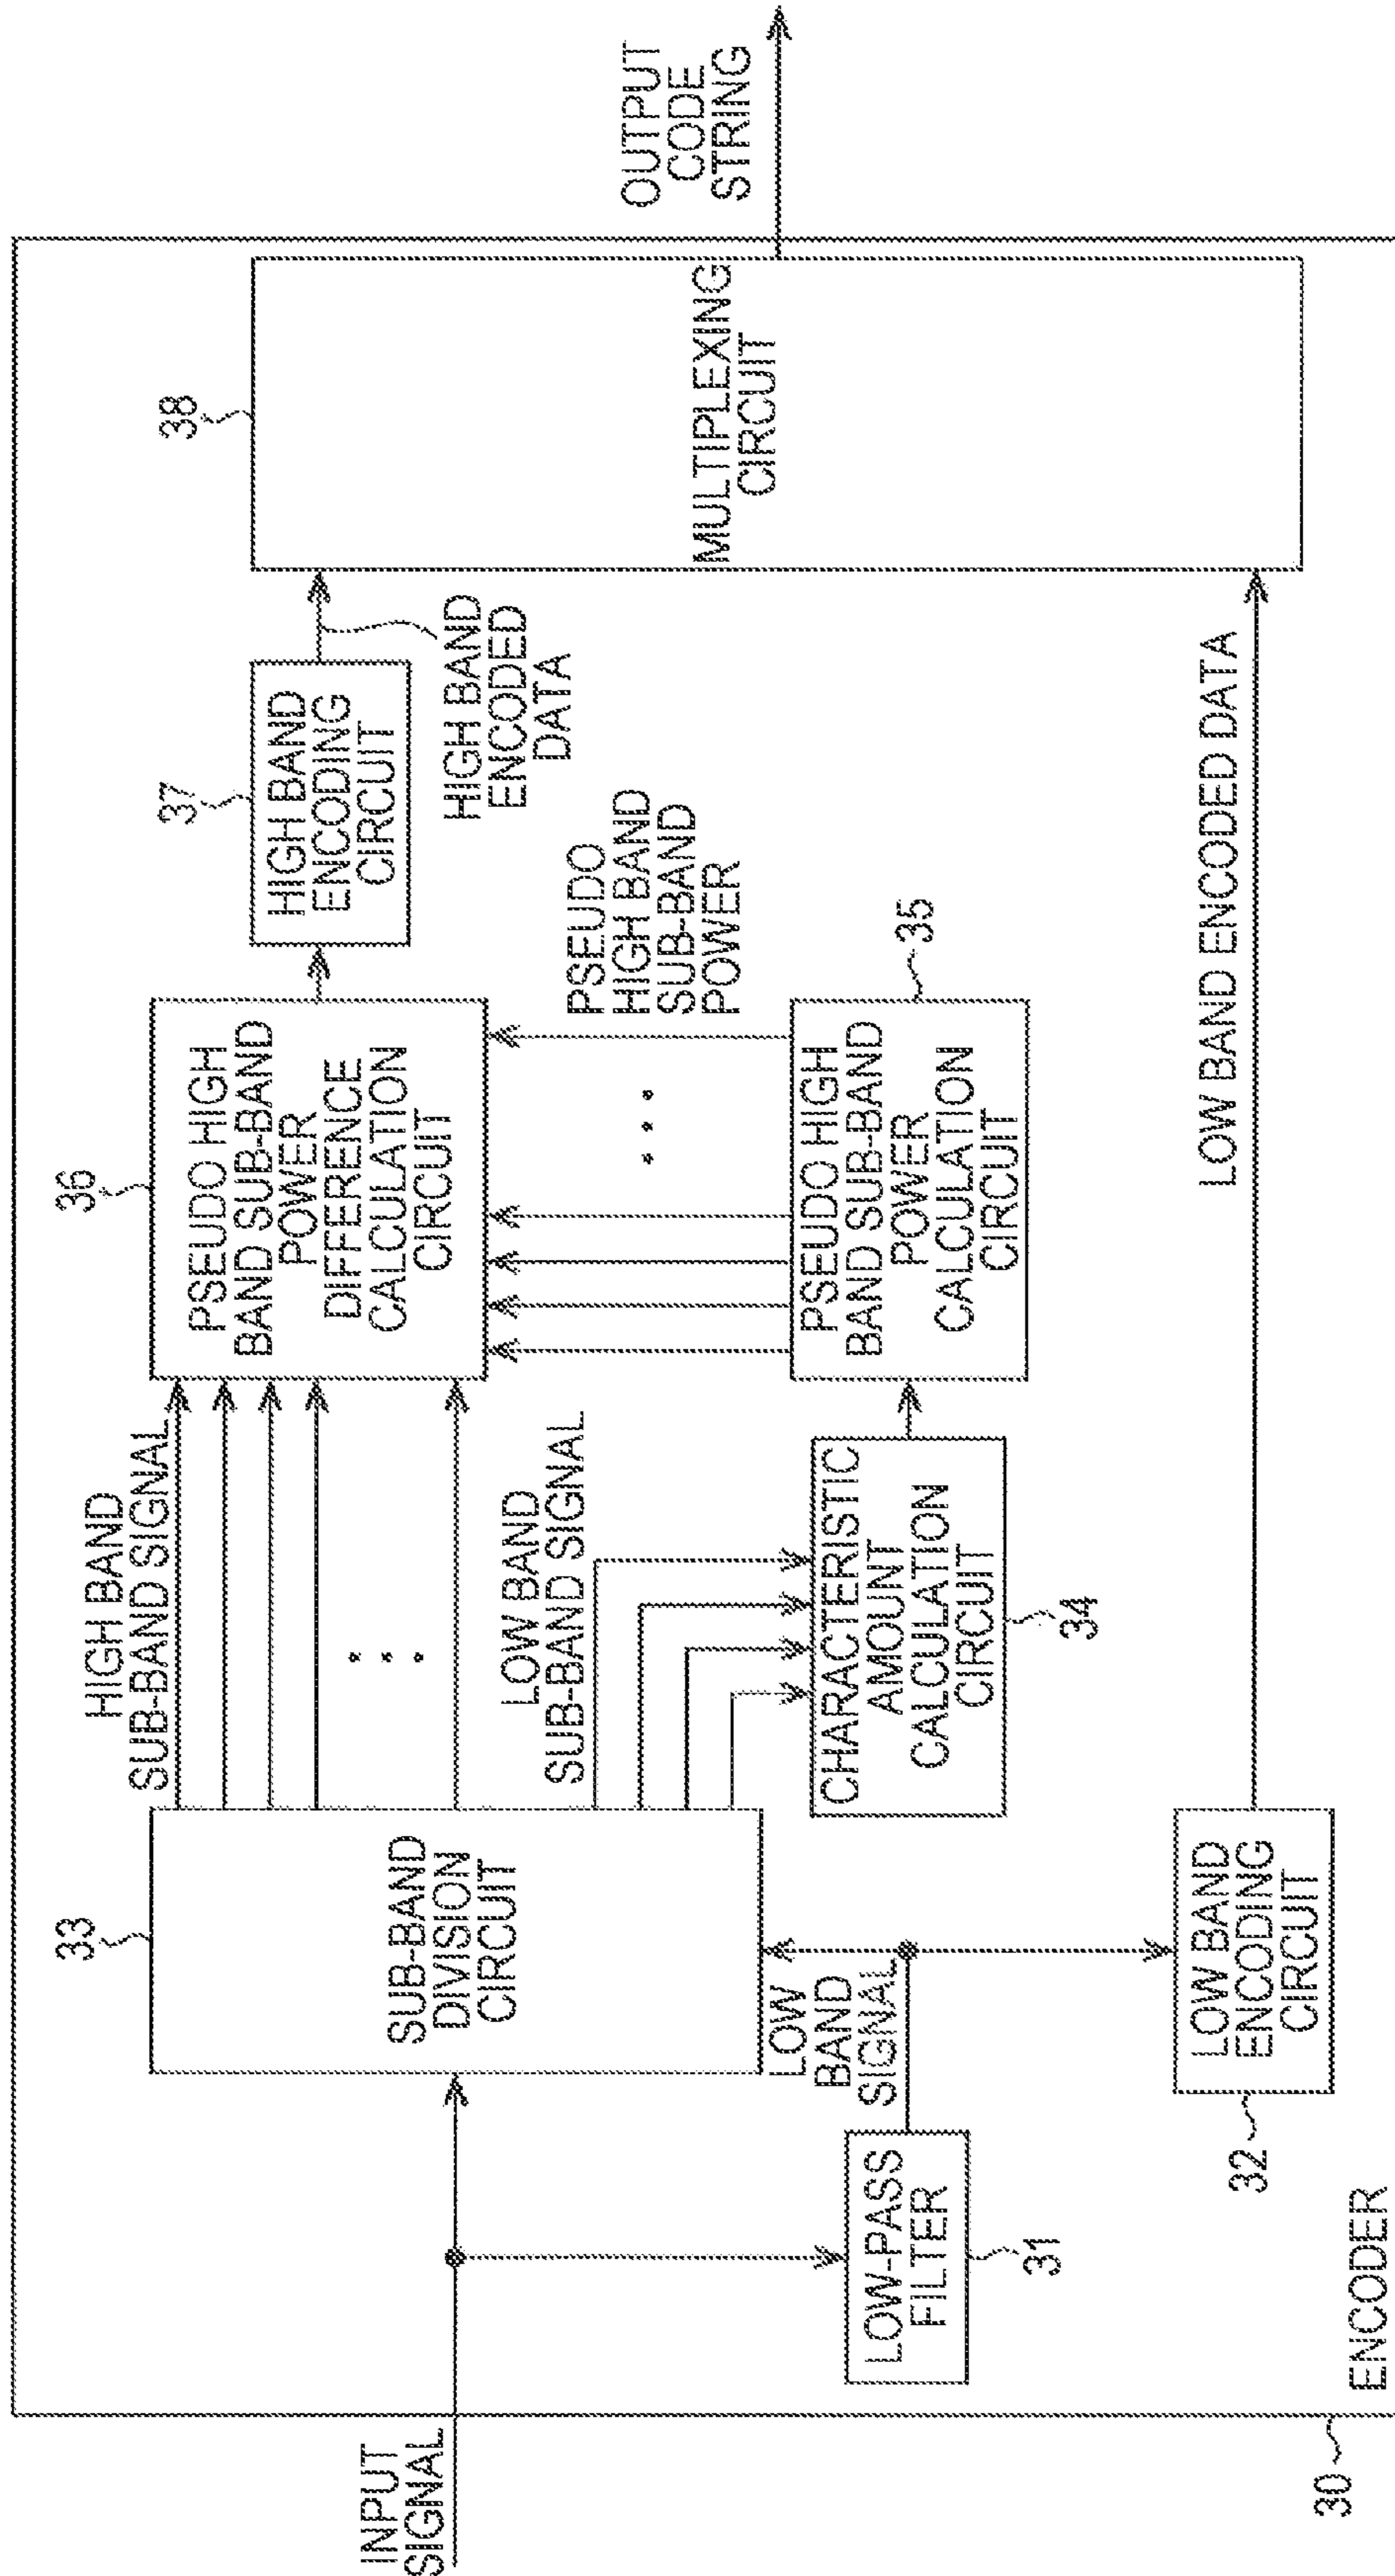 INPUT
SIGNAL
33
SUB-BAND
DIVISION
CIRCUIT
HIGH BAND
SUB-BAND SIGNAL
36
PSEUDO HIGH
BAND SUB-BAND
POWER
DIFFERENCE
CALCULATION
CIRCUIT
37
HIGH BAND
ENCODING
CIRCUIT
HIGH BAND
ENCODED
DATA
38
MULTIPLEXING
CIRCUIT
OUTPUT
CODE
STRING
LOW BAND
SUB-BAND SIGNAL
PSEUDO
HIGH BAND
SUB-BAND
POWER
LOW
BAND
SIGNAL
LOW-PASS
FILTER
31
CHARACTERISTIC
AMOUNT
CALCULATION
CIRCUIT
34
PSEUDO HIGH
BAND SUB-BAND
POWER
CALCULATION
CIRCUIT
35
32
LOW BAND
ENCODING
CIRCUIT
LOW BAND ENCODED DATA
30
ENCODER